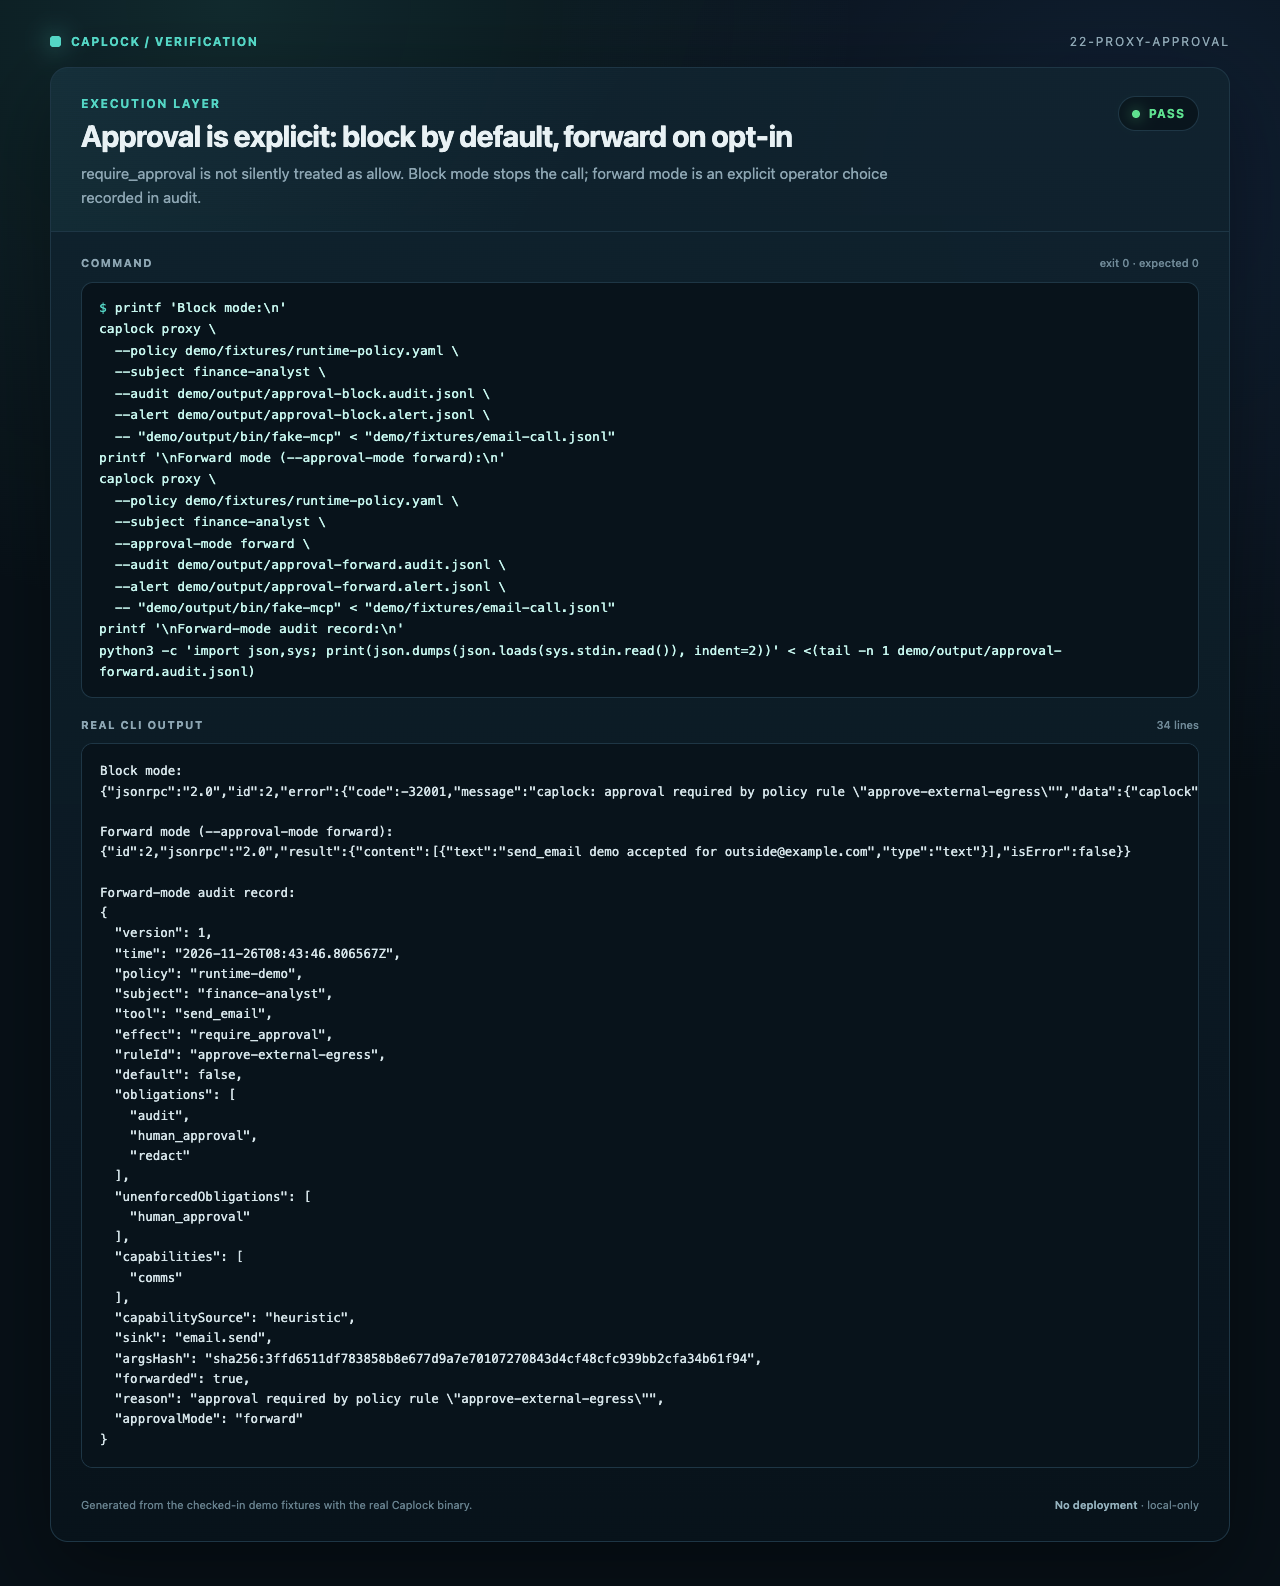 CAPLOCK / VERIFICATION
22-PROXY-APPROVAL
EXECUTION LAYER
PASS
Approval is explicit: block by default, forward on opt-in
require_approval is not silently treated as allow. Block mode stops the call; forward mode is an explicit operator choice
recorded in audit.
COMMAND
exit 0 · expected 0
$ printf 'Block mode:\n'
caplock proxy \
  --policy demo/fixtures/runtime-policy.yaml \
  --subject finance-analyst \
  --audit demo/output/approval-block.audit.jsonl \
  --alert demo/output/approval-block.alert.jsonl \
  -- "demo/output/bin/fake-mcp" < "demo/fixtures/email-call.jsonl"
printf '\nForward mode (--approval-mode forward):\n'
caplock proxy \
  --policy demo/fixtures/runtime-policy.yaml \
  --subject finance-analyst \
  --approval-mode forward \
  --audit demo/output/approval-forward.audit.jsonl \
  --alert demo/output/approval-forward.alert.jsonl \
  -- "demo/output/bin/fake-mcp" < "demo/fixtures/email-call.jsonl"
printf '\nForward-mode audit record:\n'
python3 -c 'import json,sys; print(json.dumps(json.loads(sys.stdin.read()), indent=2))' < <(tail -n 1 demo/output/approval-
forward.audit.jsonl)
REAL CLI OUTPUT
34 lines
Block mode:
{"jsonrpc":"2.0","id":2,"error":{"code":-32001,"message":"caplock: approval required by policy rule \"approve-external-egress\"","data":{"caplock"
Forward mode (--approval-mode forward):
{"id":2,"jsonrpc":"2.0","result":{"content":[{"text":"send_email demo accepted for outside@example.com","type":"text"}],"isError":false}}
Forward-mode audit record:
{
  "version": 1,
  "time": "2026-11-26T08:43:46.806567Z",
  "policy": "runtime-demo",
  "subject": "finance-analyst",
  "tool": "send_email",
  "effect": "require_approval",
  "ruleId": "approve-external-egress",
  "default": false,
  "obligations": [
    "audit",
    "human_approval",
    "redact"
  ],
  "unenforcedObligations": [
    "human_approval"
  ],
  "capabilities": [
    "comms"
  ],
  "capabilitySource": "heuristic",
  "sink": "email.send",
  "argsHash": "sha256:3ffd6511df783858b8e677d9a7e70107270843d4cf48cfc939bb2cfa34b61f94",
  "forwarded": true,
  "reason": "approval required by policy rule \"approve-external-egress\"",
  "approvalMode": "forward"
}
Generated from the checked-in demo fixtures with the real Caplock binary.
No deployment · local-only